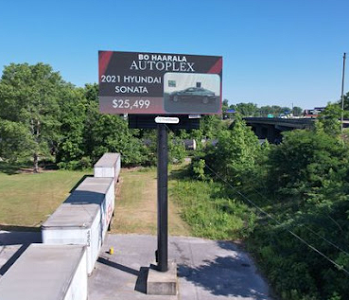 BO HAARALA
AUTOPLEX
2021 HYUNDAI
SONATA
$25,499